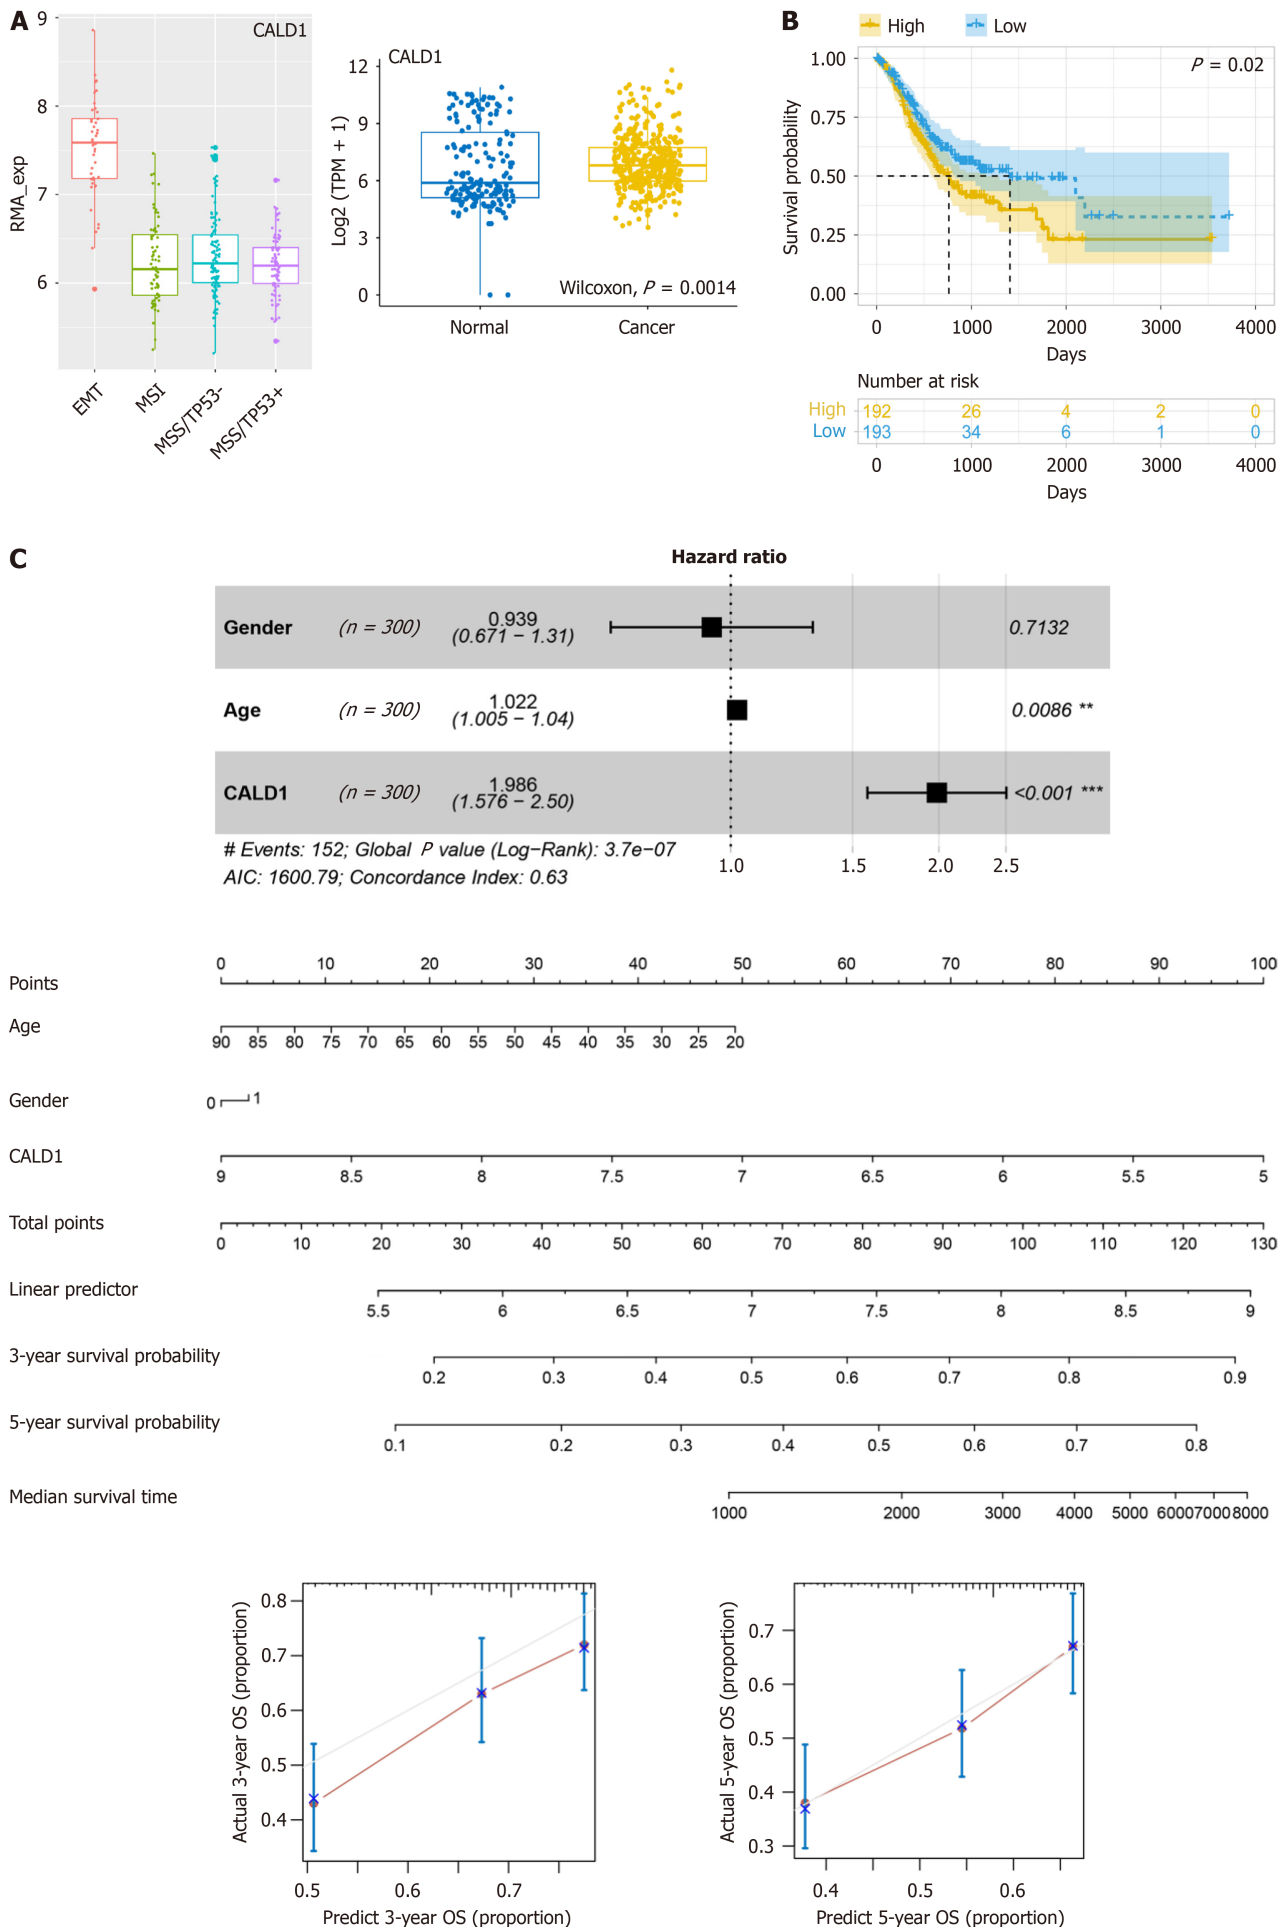 A
CALD1
9
8
7
6
RMA_exp
EMT
MSI
MSS/TP53-
MSS/TP53+
CALD1
12
9
6
3
0
Log2 (TPM + 1)
Wilcoxon, P = 0.0014
Normal
Cancer
B
High Low
P = 0.02
1.00
0.75
0.50
0.25
0.00
Survival probability
0 1000 2000 3000 4000
Days
Number at risk
High 192 26 4 2 0
Low 193 34 6 1 0
0 1000 2000 3000 4000
Days
C
Hazard ratio
Gender (n = 300) 0.939 (0.671 − 1.31) 0.7132
Age (n = 300) 1.022 (1.005 − 1.04) 0.0086 **
CALD1 (n = 300) 1.986 (1.576 − 2.50) <0.001 ***
# Events: 152; Global P value (Log−Rank): 3.7e−07
AIC: 1600.79; Concordance Index: 0.63
1.0 1.5 2.0 2.5
0 10 20 30 40 50 60 70 80 90 100
Points
Age
90 85 80 75 70 65 60 55 50 45 40 35 30 25 20
Gender
0 1
CALD1
9 8.5 8 7.5 7 6.5 6 5.5 5
Total points
0 10 20 30 40 50 60 70 80 90 100 110 120 130
Linear predictor
5.5 6 6.5 7 7.5 8 8.5 9
3-year survival probability
0.2 0.3 0.4 0.5 0.6 0.7 0.8 0.9
5-year survival probability
0.1 0.2 0.3 0.4 0.5 0.6 0.7 0.8
Median survival time
1000 2000 3000 4000 5000 6000 7000 8000
0.8
0.7
0.6
0.5
0.4
Actual 3-year OS (proportion)
0.5 0.6 0.7
Predict 3-year OS (proportion)
0.7
0.6
0.5
0.4
0.3
Actual 5-year OS (proportion)
0.4 0.5 0.6
Predict 5-year OS (proportion)